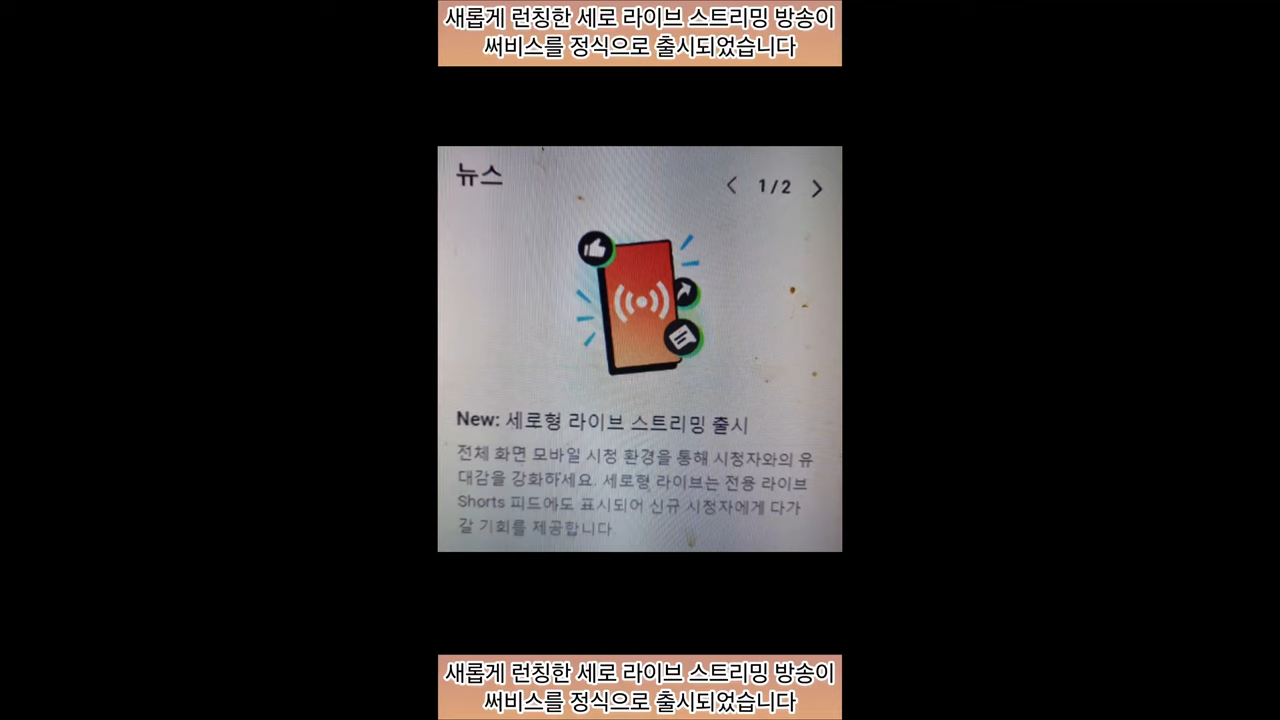 새롭게 런칭한 세로 라이브 스트리밍 방송이
써비스를 정식으로 출시되었습니다
뉴스
1/2
New: 세로형 라이브 스트리밍 출시
전체 화면 모바일 시청 환경을 통해 시청자와의 유
대감을 강화하세요. 세로형 라이브는 전용 라이브
Shorts 피드에도 표시되어 신규 시청자에게 다가
갈 기회를 제공합니다
새롭게 런칭한 세로 라이브 스트리밍 방송이
써비스를 정식으로 출시되었습니다